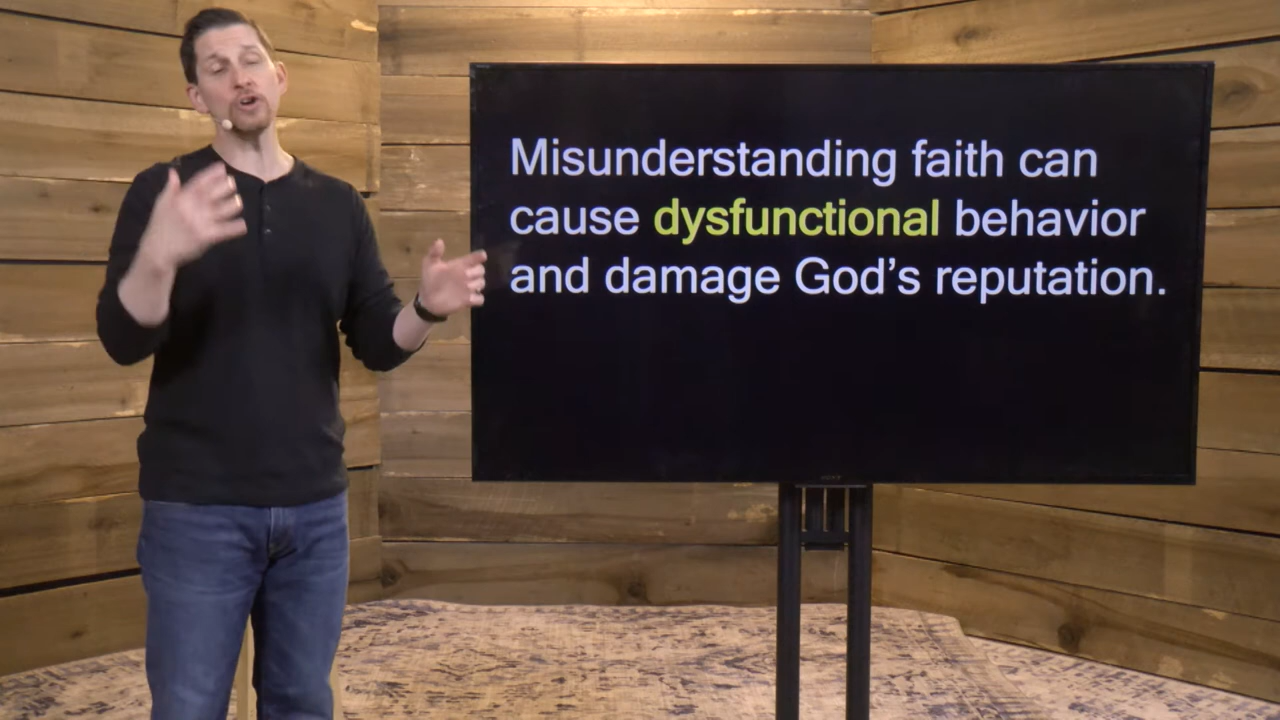 Misunderstanding faith can
cause dysfunctional behavior
and damage God's reputation.